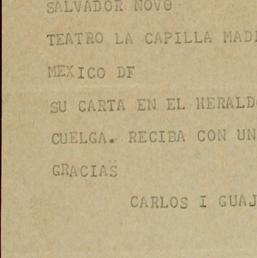 SALVADOR NOVO
TEATRO LA CAPILLA
MEXICO DF
SU CARTA EN EL
CUELGA. RECIBA CON
GRACIAS
CARLOS I